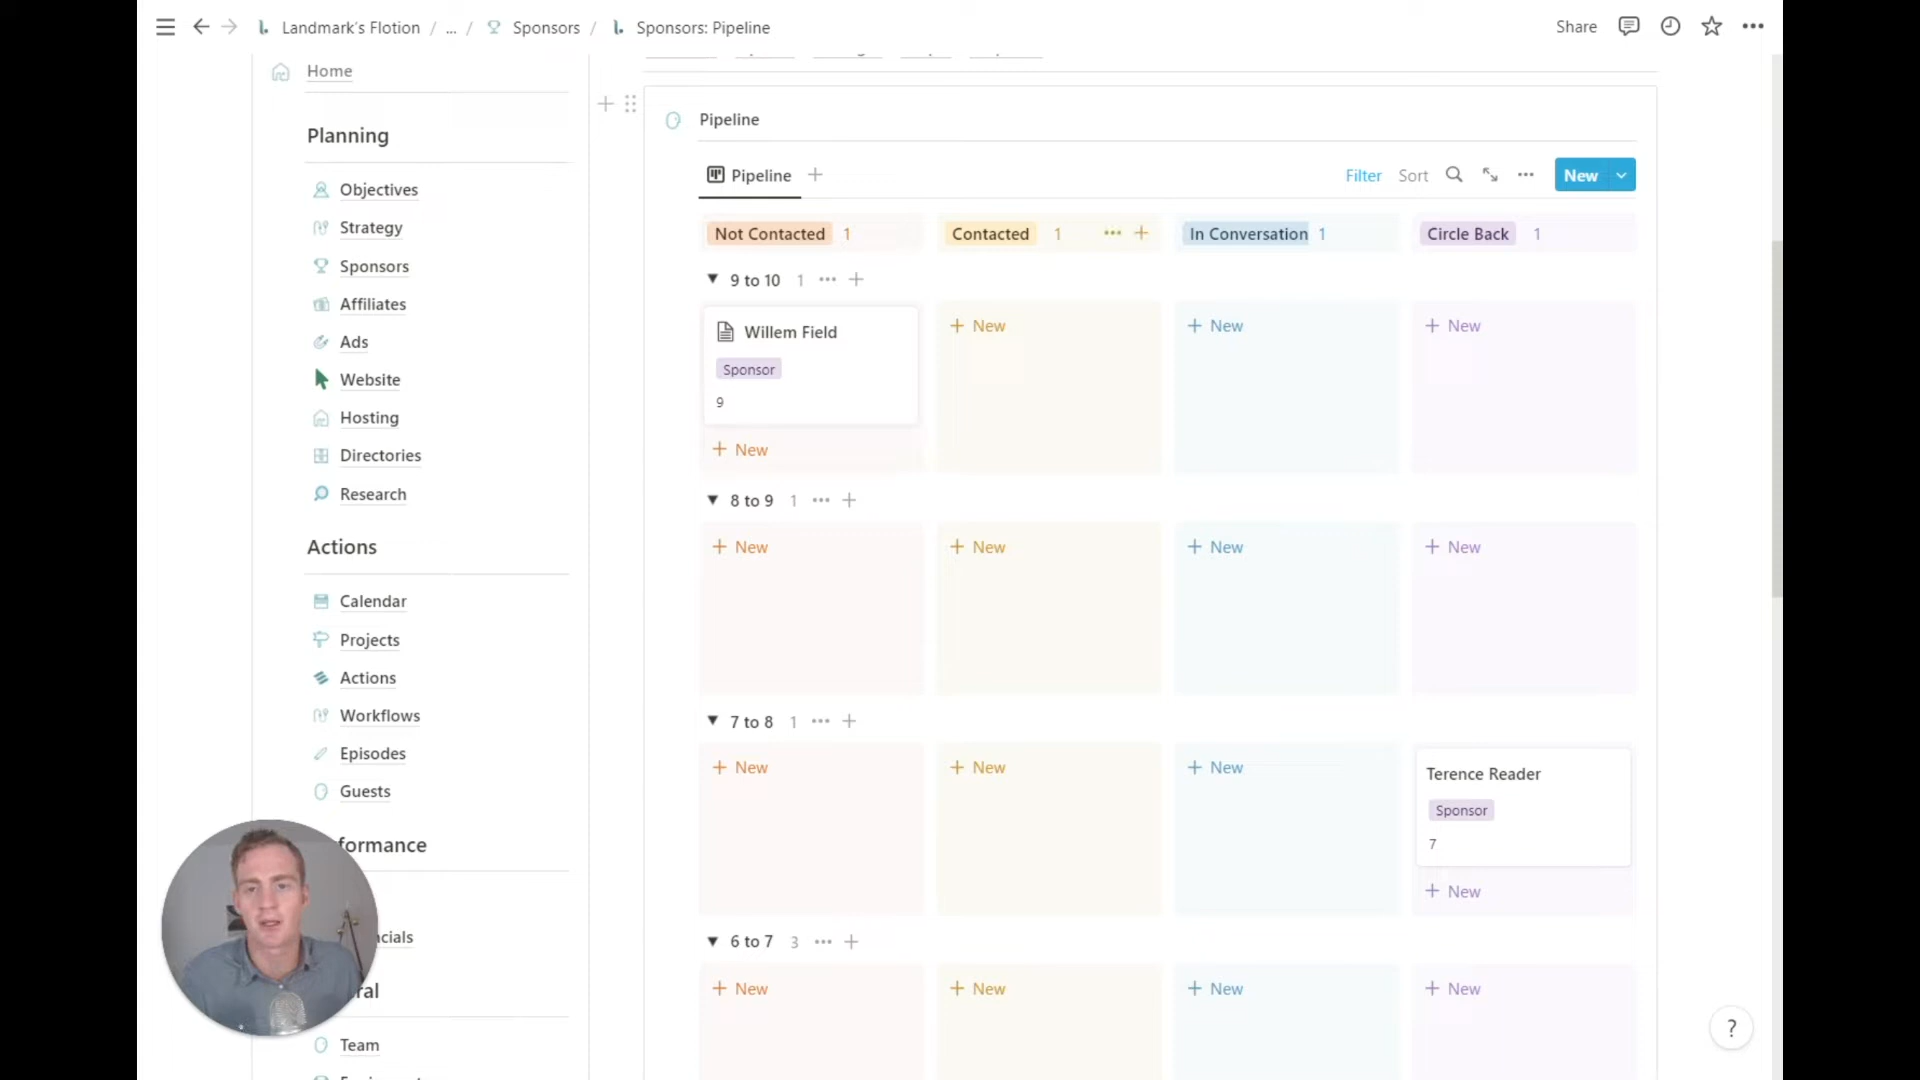 Landmark's Flotion / ... / Sponsors / Sponsors: Pipeline
Share
Home
Planning
Objectives
Strategy
Sponsors
Affiliates
Ads
Website
Hosting
Directories
Research
Actions
Calendar
Projects
Actions
Workflows
Episodes
Guests
formance
ncials
ral
Team
Pipeline
Pipeline
Filter Sort New
Not Contacted 1 Contacted 1 In Conversation 1 Circle Back 1
9 to 10 1
Willem Field
Sponsor
9
+ New
+ New + New + New
8 to 9 1
+ New + New + New + New
7 to 8 1
+ New + New + New
Terence Reader
Sponsor
7
+ New
6 to 7 3
+ New + New + New + New
?